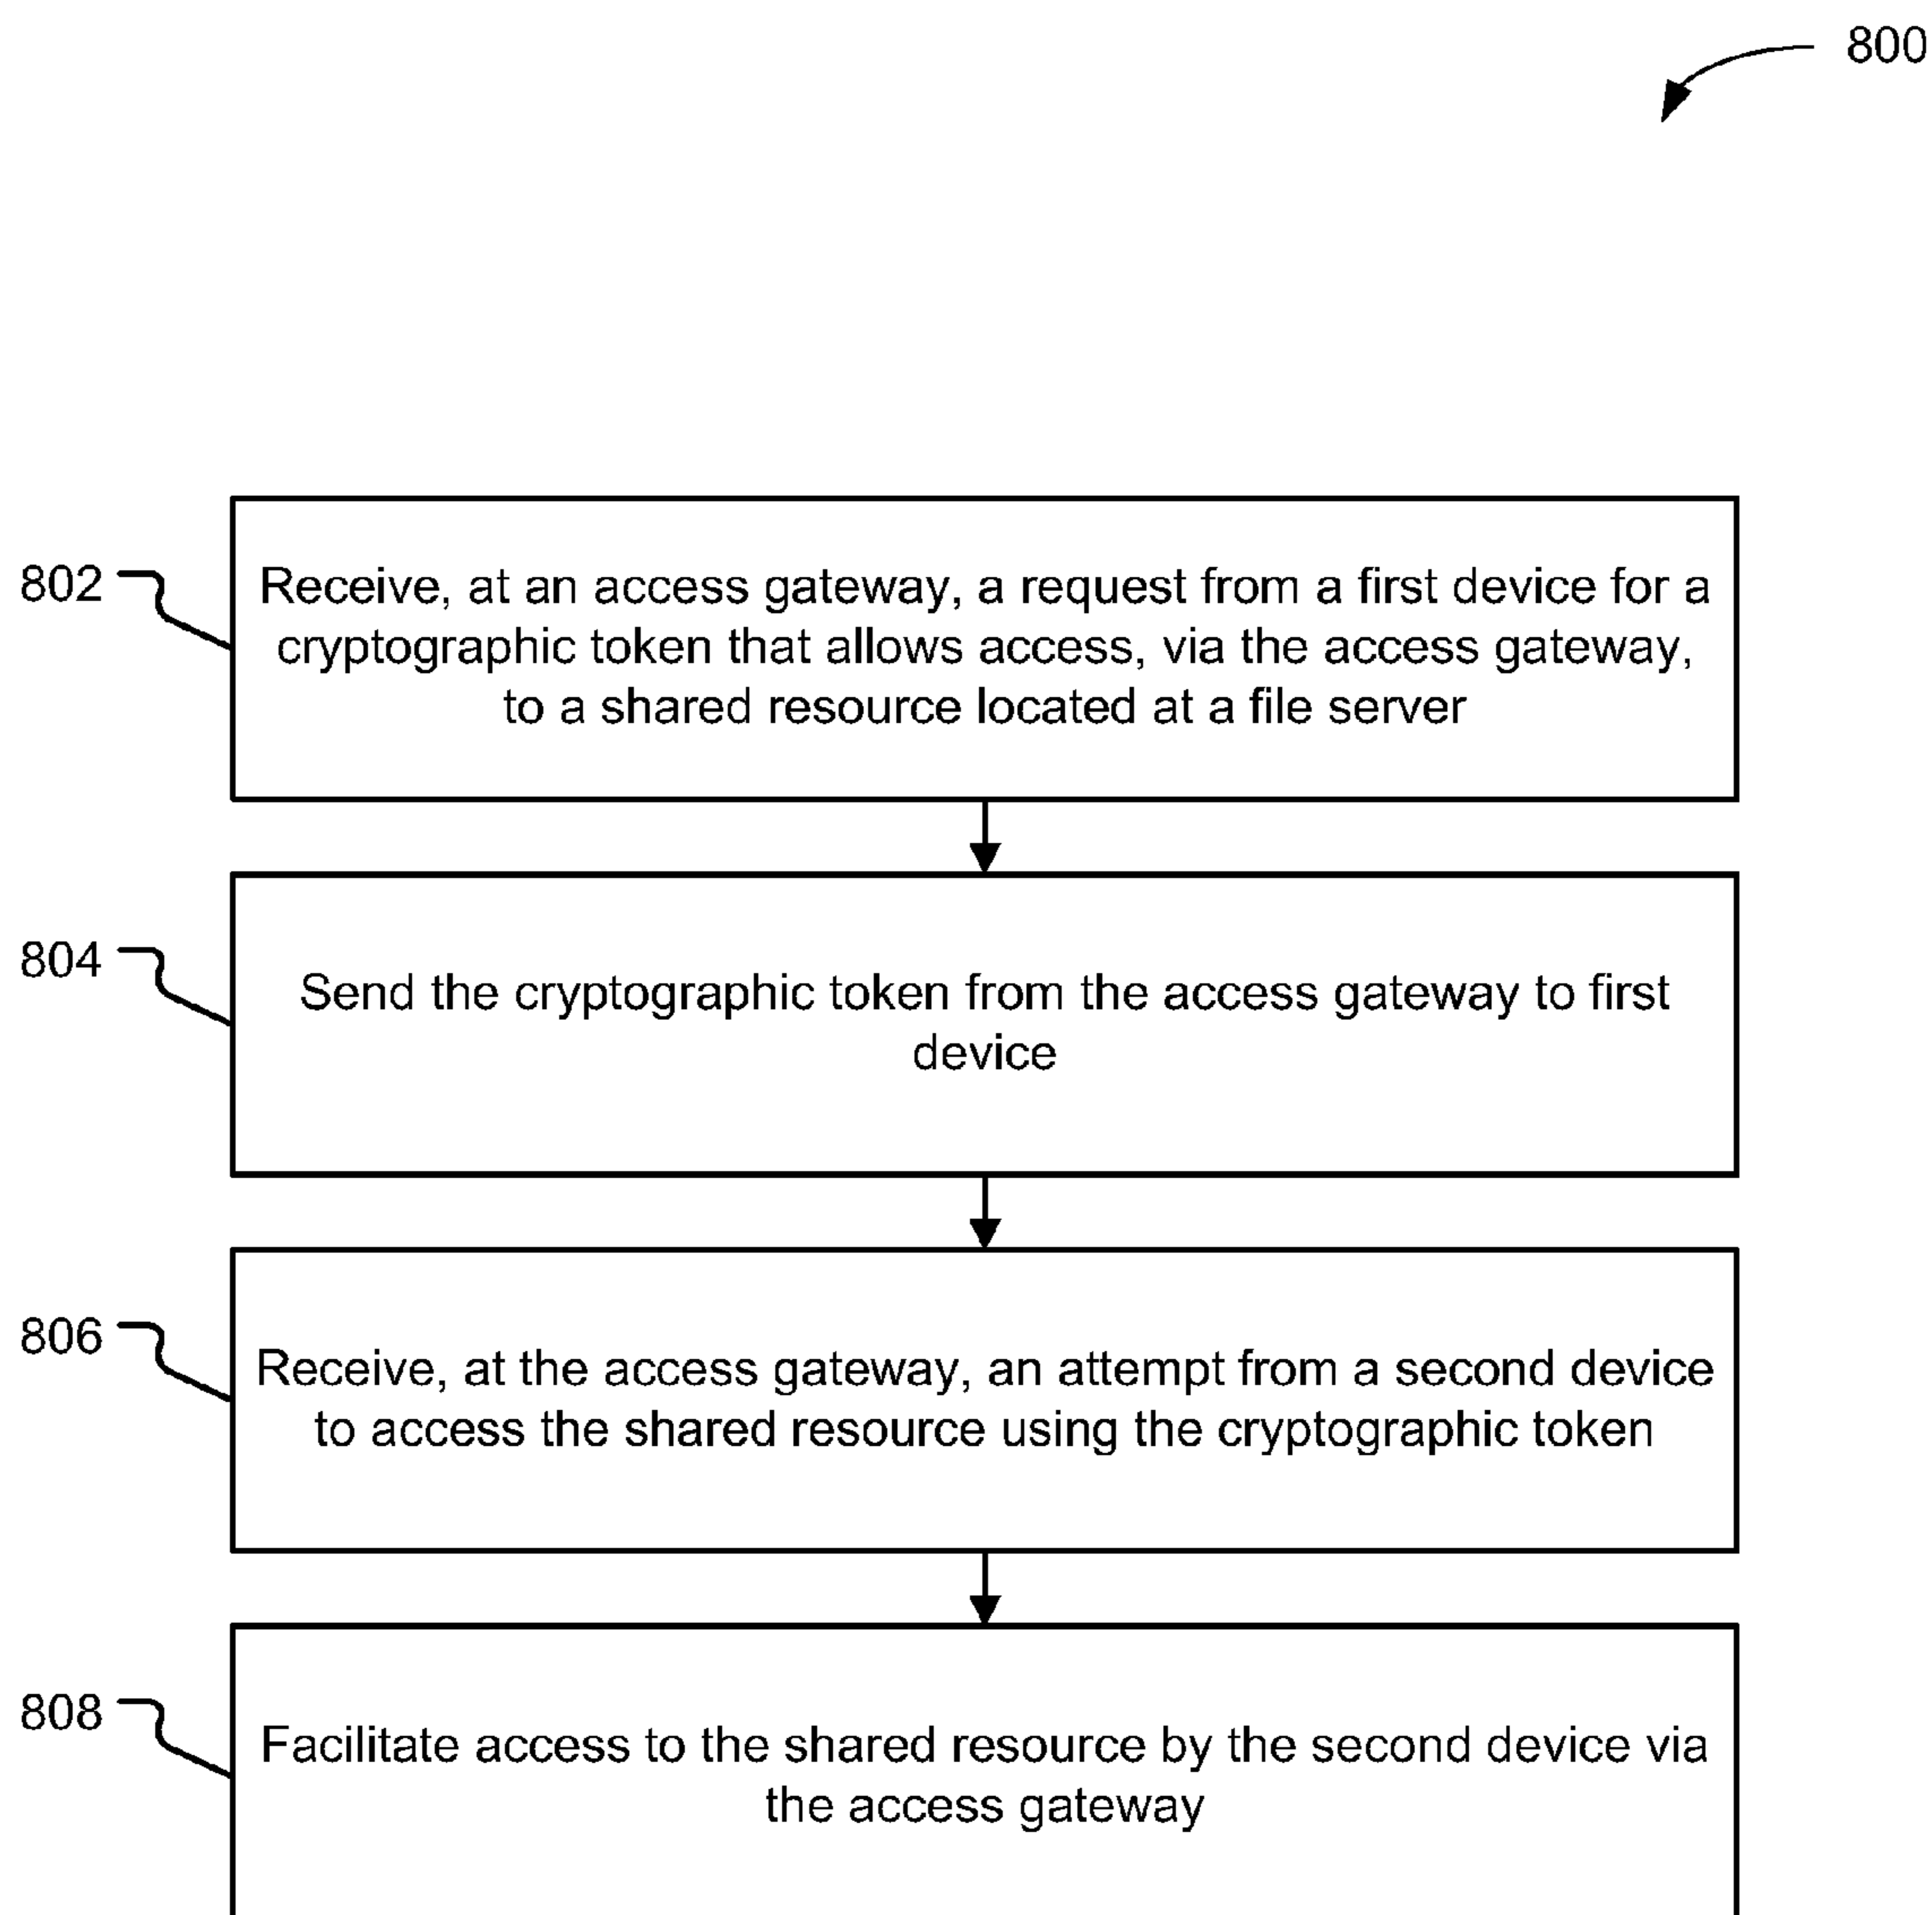 800
802
Receive, at an access gateway, a request from a first device for a
cryptographic token that allows access, via the access gateway,
to a shared resource located at a file server
804
Send the cryptographic token from the access gateway to first
device
806
Receive, at the access gateway, an attempt from a second device
to access the shared resource using the cryptographic token
808
Facilitate access to the shared resource by the second device via
the access gateway